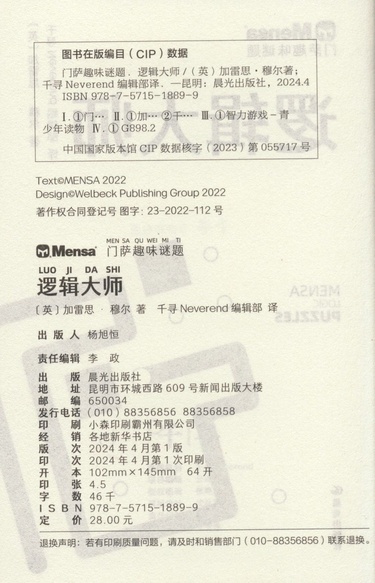 图书在版编目（CIP）数据
门萨趣味谜题. 逻辑大师 /（英）加雷思·穆尔著；
千寻 Neverend 编辑部译. —昆明：晨光出版社，2024.4
ISBN 978-7-5715-1889-9
Ⅰ. ①门… Ⅱ. ①加… ②千… Ⅲ. ①智力游戏－青
少年读物 Ⅳ. ① G898.2
中国国家版本馆 CIP 数据核字（2023）第 055717 号
Text©MENSA 2022
Design©Welbeck Publishing Group 2022
著作权合同登记号 图字：23-2022-112 号
MEN SA QU WEI MI TI
Mensa 门萨趣味谜题
LUO JI DA SHI
逻辑大师
〔英〕加雷思·穆尔 著 千寻 Neverend 编辑部 译
出 版 人 杨旭恒
责任编辑 李 政
出 版 晨光出版社
地 址 昆明市环城西路 609 号新闻出版大楼
邮 编 650034
发行电话 （010）88356856 88356858
印 刷 小森印刷霸州有限公司
经 销 各地新华书店
版 次 2024 年 4 月第 1 版
印 次 2024 年 4 月第 1 次印刷
开 本 102mm×145mm 64 开
印 张 4.5
字 数 46千
ISBN 978-7-5715-1889-9
定 价 28.00 元
退换声明：若有印刷质量问题，请及时和销售部门（010-88356856）联系退换。